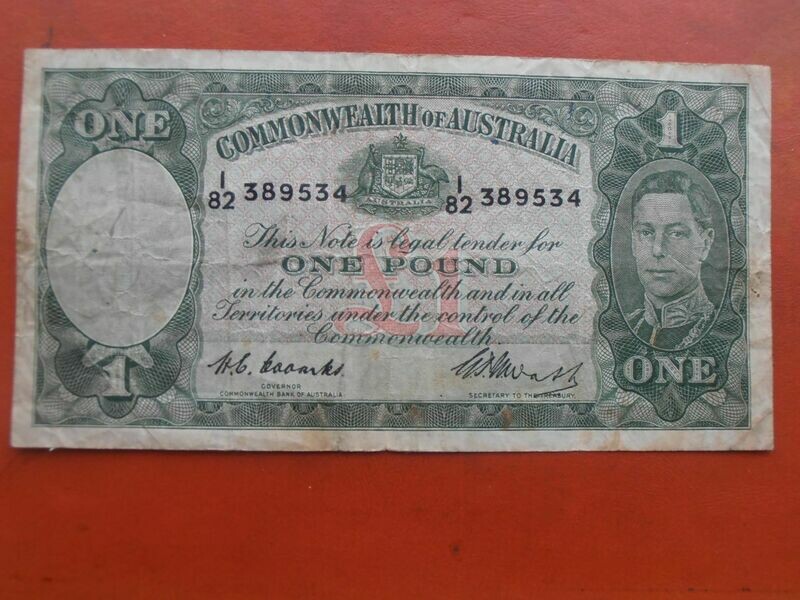 ONE
1
COMMONWEALTH OF AUSTRALIA
I/82 389534
I/82 389534
AUSTRALIA
This Note is legal tender for
ONE POUND
in the Commonwealth and in all
Territories under the control of the
Commonwealth.
£1
H.C. Coombs.
GOVERNOR
COMMONWEALTH BANK OF AUSTRALIA
SECRETARY TO THE TREASURY.
1
ONE